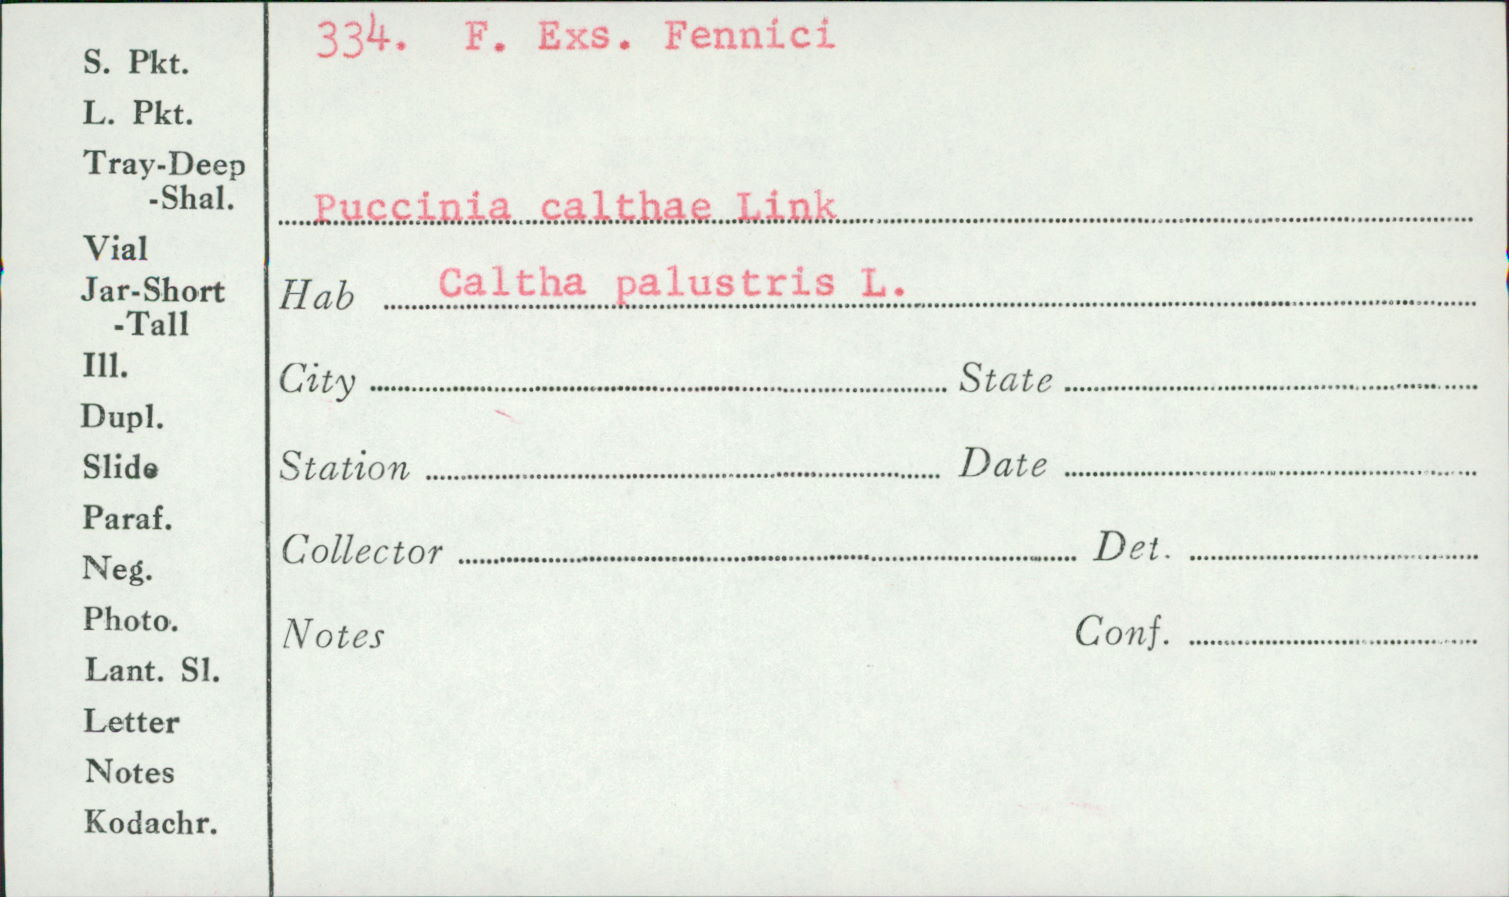 334. F. Exs. Fennici
Puccinia calthae Link
Hab Caltha palustris L.
City State
Station Date
Collector Det.
Notes Conf.
S. Pkt.
L. Pkt.
Tray-Deep
-Shal.
Vial
Jar-Short
-Tall
Ill.
Dupl.
Slide
Paraf.
Neg.
Photo.
Lant. Sl.
Letter
Notes
Kodachr.